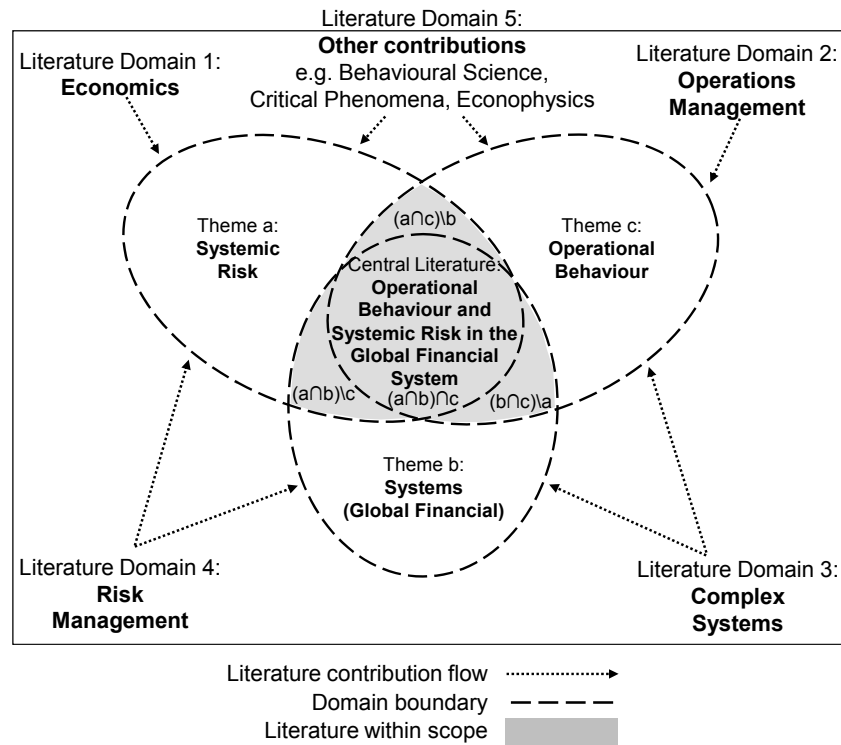 Literature Domain 5:
Other contributions
e.g. Behavioural Science,
Critical Phenomena, Econophysics
Literature Domain 1:
Economics
Literature Domain 2:
Operations
Management
(a∩c)\b
Theme a:
Systemic
Risk
Theme c:
Operational
Behaviour
Central Literature:
Operational
Behaviour and
Systemic Risk in the
Global Financial
System
(a∩b)\c
(a∩b)∩c
(b∩c)\a
Theme b:
Systems
(Global Financial)
Literature Domain 4:
Risk
Management
Literature Domain 3:
Complex
Systems
Literature contribution flow
Domain boundary
Literature within scope